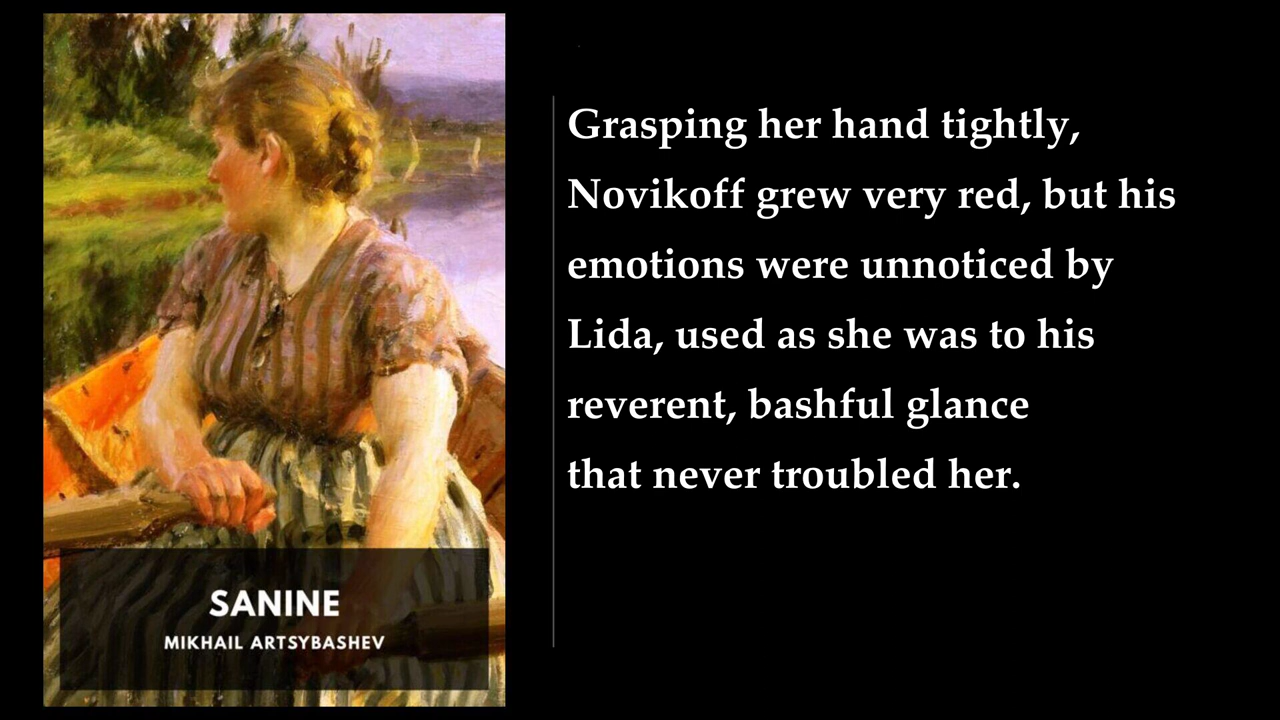 Grasping her hand tightly,
Novikoff grew very red, but his
emotions were unnoticed by
Lida, used as she was to his
reverent, bashful glance
that never troubled her.
SANINE
MIKHAIL ARTSYBASHEV